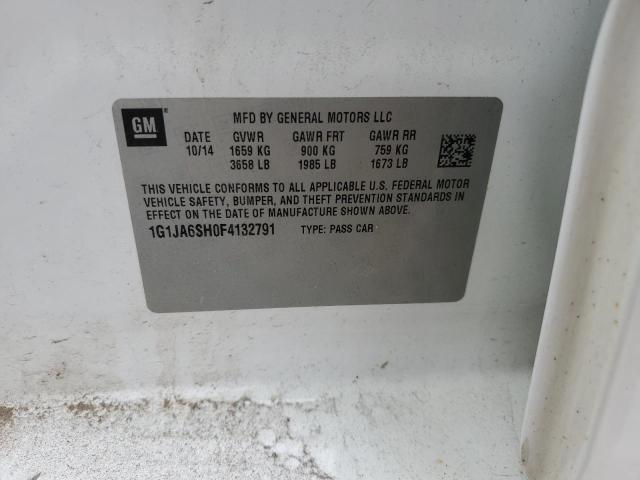 GM
MFD BY GENERAL MOTORS LLC
DATE GVWR GAWR FRT GAWR RR
10/14 1659 KG 900 KG 759 KG
3658 LB 1985 LB 1673 LB
THIS VEHICLE CONFORMS TO ALL APPLICABLE U.S. FEDERAL MOTOR
VEHICLE SAFETY, BUMPER, AND THEFT PREVENTION STANDARDS IN
EFFECT ON THE DATE OF MANUFACTURE SHOWN ABOVE.
1G1JA6SH0F4132791 TYPE: PASS CAR